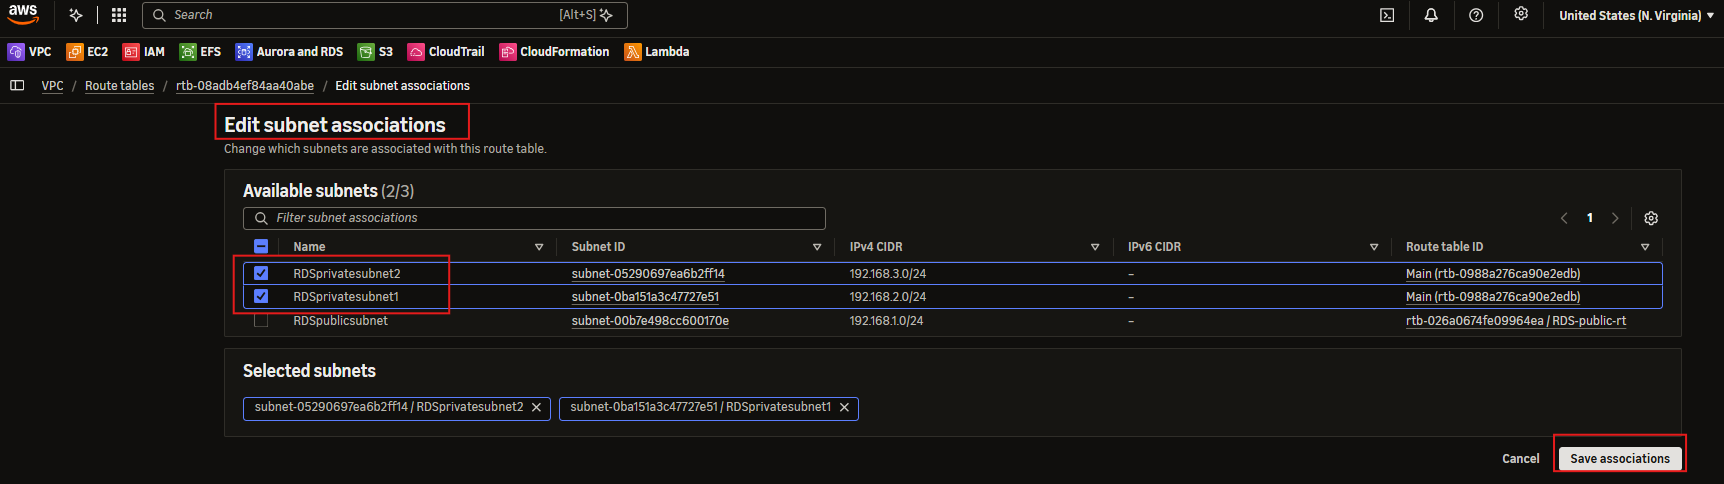 aws
Search [Alt+S] United States (N. Virginia)
VPC EC2 IAM EFS Aurora and RDS S3 CloudTrail CloudFormation Lambda
VPC / Route tables / rtb-08adb4ef84aa40abe / Edit subnet associations
Edit subnet associations
Change which subnets are associated with this route table.
Available subnets (2/3)
Filter subnet associations 1
Name Subnet ID IPv4 CIDR IPv6 CIDR Route table ID
RDSprivatesubnet2 subnet-05290697ea6b2ff14 192.168.3.0/24 – Main (rtb-0988a276ca90e2edb)
RDSprivatesubnet1 subnet-0ba151a3c47727e51 192.168.2.0/24 – Main (rtb-0988a276ca90e2edb)
RDSpublicsubnet subnet-00b7e498cc600170e 192.168.1.0/24 – rtb-026a0674fe09964ea / RDS-public-rt
Selected subnets
subnet-05290697ea6b2ff14 / RDSprivatesubnet2 subnet-0ba151a3c47727e51 / RDSprivatesubnet1
Cancel Save associations